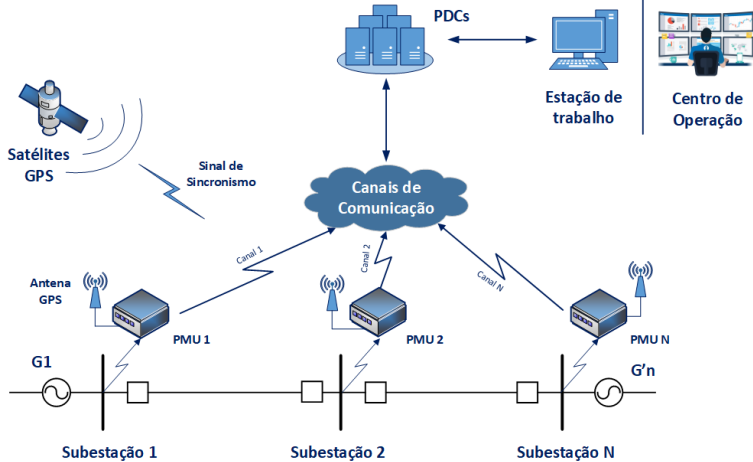 PDCs
Estação de
trabalho
Centro de
Operação
Satélites
GPS
Sinal de
Sincronismo
Canais de
Comunicação
Canal 1
Canal 2
Canal N
Antena
GPS
PMU 1
PMU 2
PMU N
G1
G'n
Subestação 1
Subestação 2
Subestação N